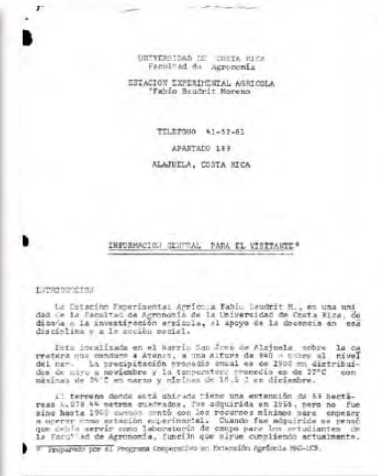 UNIVERSIDAD DE COSTA RICA
Facultad de Agronomía
ESTACION EXPERIMENTAL AGRICOLA
"Fabio Baudrit Moreno
TELEFONO 41-32-81
APARTADO 183
ALAJUELA, COSTA RICA
INFORMACION GENERAL PARA EL VISITANTE*
INTRODUCCION
La Estación Experimental Agrícola Fabio Baudrit M., es una uni
dad de la Facultad de Agronomía de la Universidad de Costa Rica, de
dicada a la investigación agrícola, al apoyo de la docencia en esa
disciplina y a la acción social.
Está localizada en el barrio San José de Alajuela sobre la ca
rretera que conduce a Atenas, a una altura de 840 m sobre el nivel
del mar. La precipitación promedio anual es de 1900 mm distribui-
dos de mayo a noviembre y la temperatura promedio es de 22°C con
máximas de en marzo y mínimas de en diciembre.
El terreno donde está ubicada tiene una extensión de 53 hectá-
reas metros cuadrados, fue adquirida en 1955, pero no fue
sino hasta 1960 cuando contó con los recursos mínimos para empezar
a operar como estación experimental. Cuando fue adquirida se pensó
que debía servir como laboratorio de campo para los estudiantes de
la Facultad de Agronomía, función que sigue cumpliendo actualmente.
* Preparado por el Programa Cooperativo en Extensión Agrícola MAG-UCR.